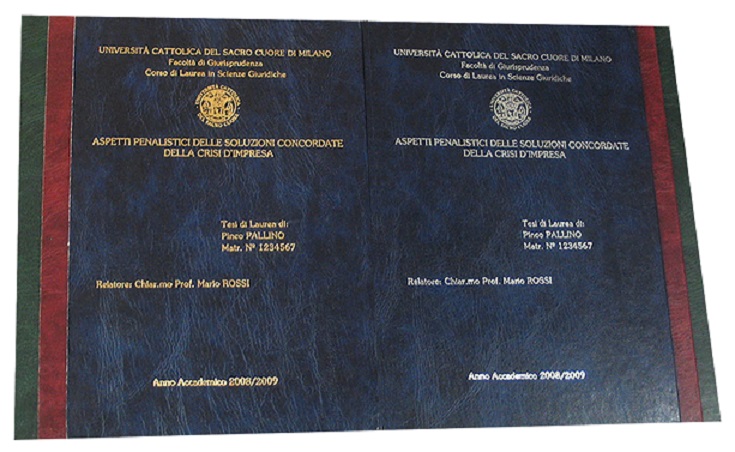 UNIVERSITÀ CATTOLICA DEL SACRO CUORE DI MILANO
Facoltà di Giurisprudenza
Corso di Laurea in Scienze Giuridiche
ASPETTI PENALISTICI DELLE SOLUZIONI CONCORDATE
DELLA CRISI D'IMPRESA
Tesi di Laurea di:
Pinco PALLINO
Matr. N° 1234567
Relatore: Chiar.mo Prof. Mario ROSSI
Anno Accademico 2008/2009
UNIVERSITÀ CATTOLICA DEL SACRO CUORE DI MILANO
Facoltà di Giurisprudenza
Corso di Laurea in Scienze Giuridiche
ASPETTI PENALISTICI DELLE SOLUZIONI CONCORDATE
DELLA CRISI D'IMPRESA
Tesi di Laurea di:
Pinco PALLINO
Matr. N° 1234567
Relatore: Chiar.mo Prof. Mario ROSSI
Anno Accademico 2008/2009